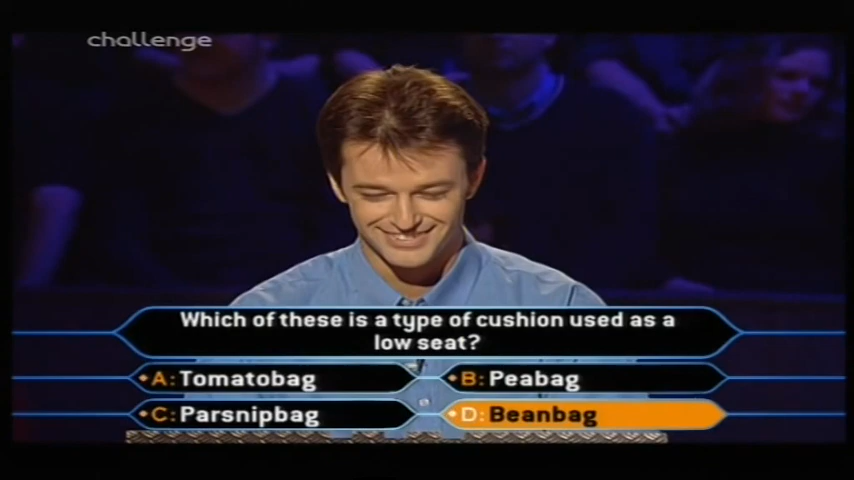 challenge
Which of these is a type of cushion used as a
low seat?
A: Tomatobag
B: Peabag
C: Parsnipbag
D: Beanbag